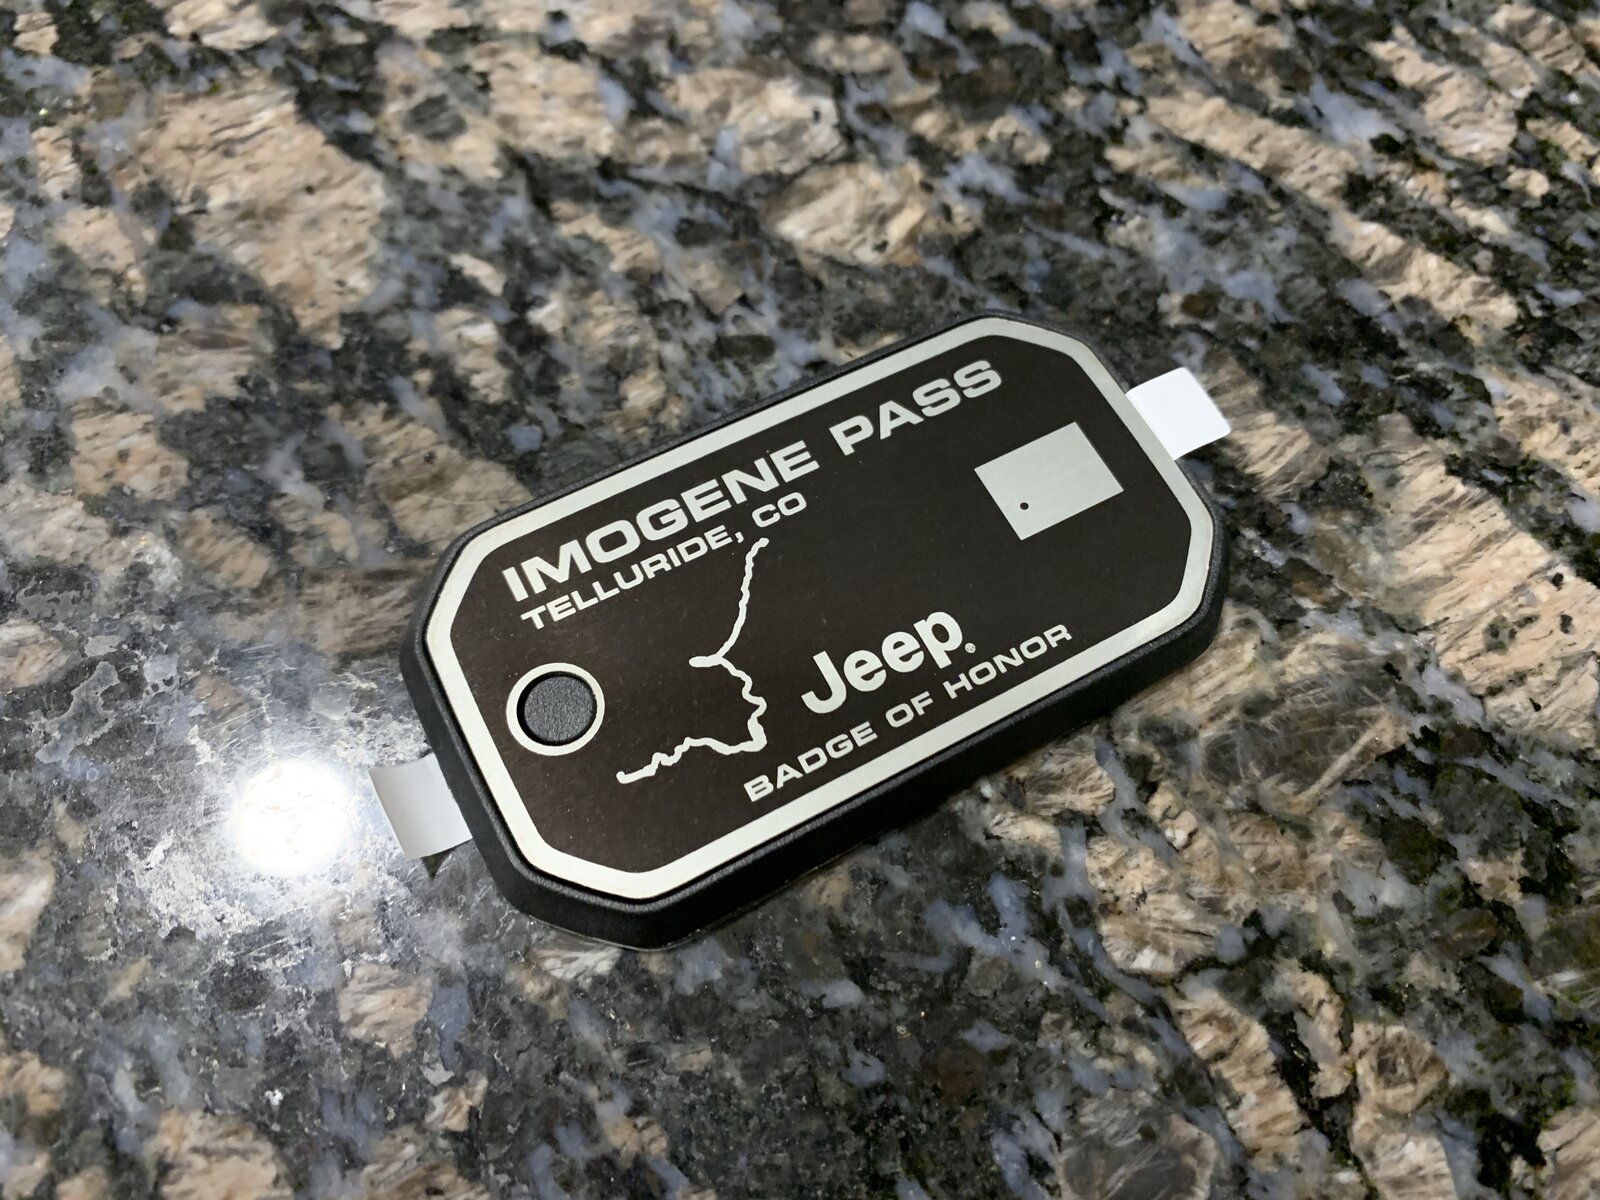 IMOGENE PASS
TELLURIDE, CO
Jeep®
BADGE OF HONOR